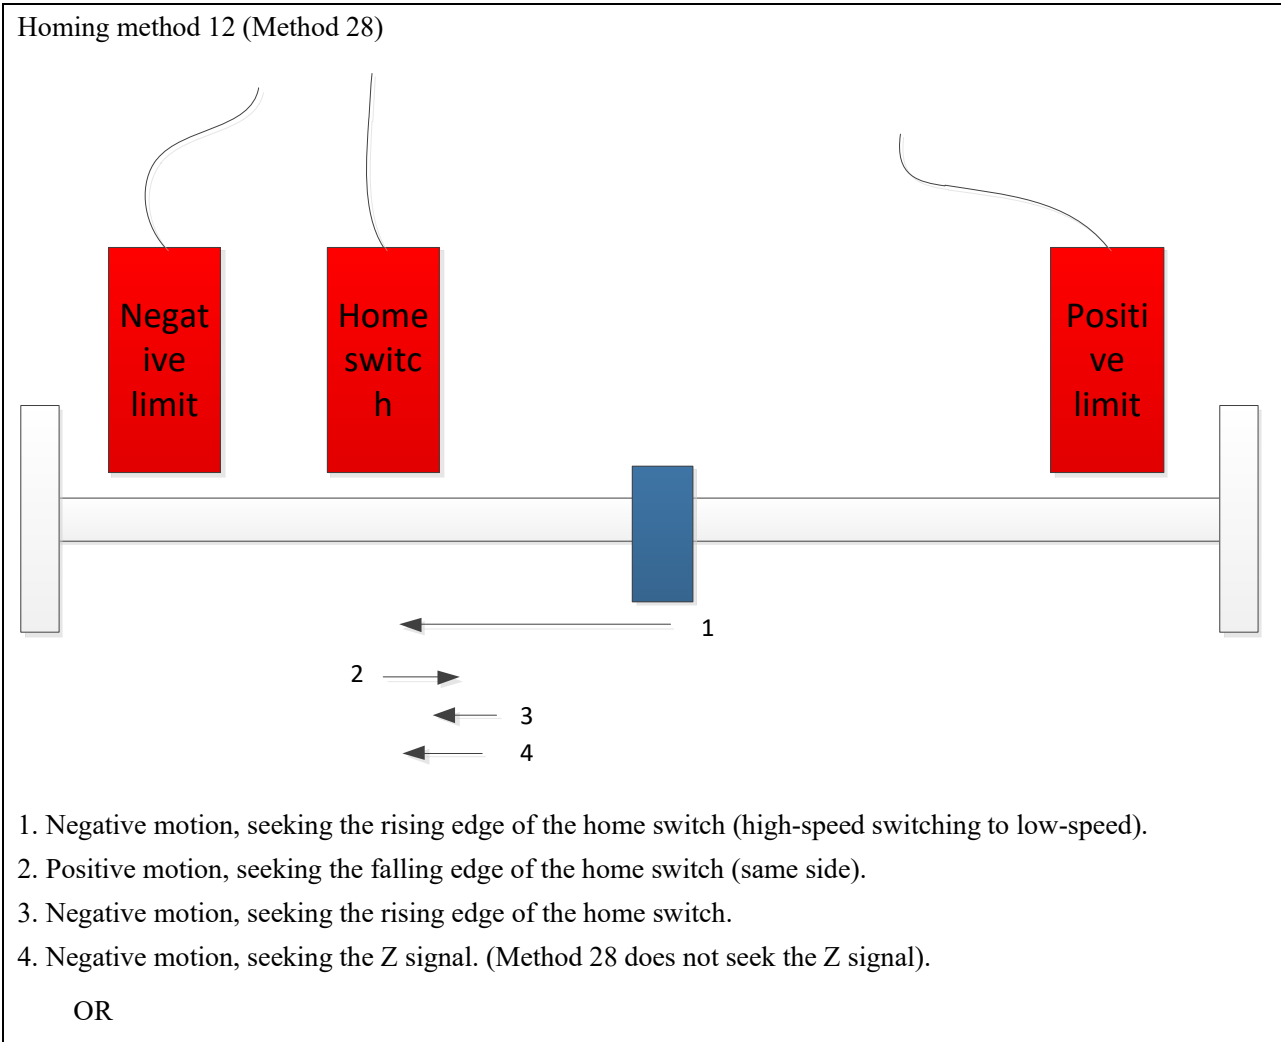 Homing method 12 (Method 28)
Negat
ive
limit
Home
switc
h
Positi
ve
limit
1
2
3
4
1. Negative motion, seeking the rising edge of the home switch (high-speed switching to low-speed).
2. Positive motion, seeking the falling edge of the home switch (same side).
3. Negative motion, seeking the rising edge of the home switch.
4. Negative motion, seeking the Z signal. (Method 28 does not seek the Z signal).
OR